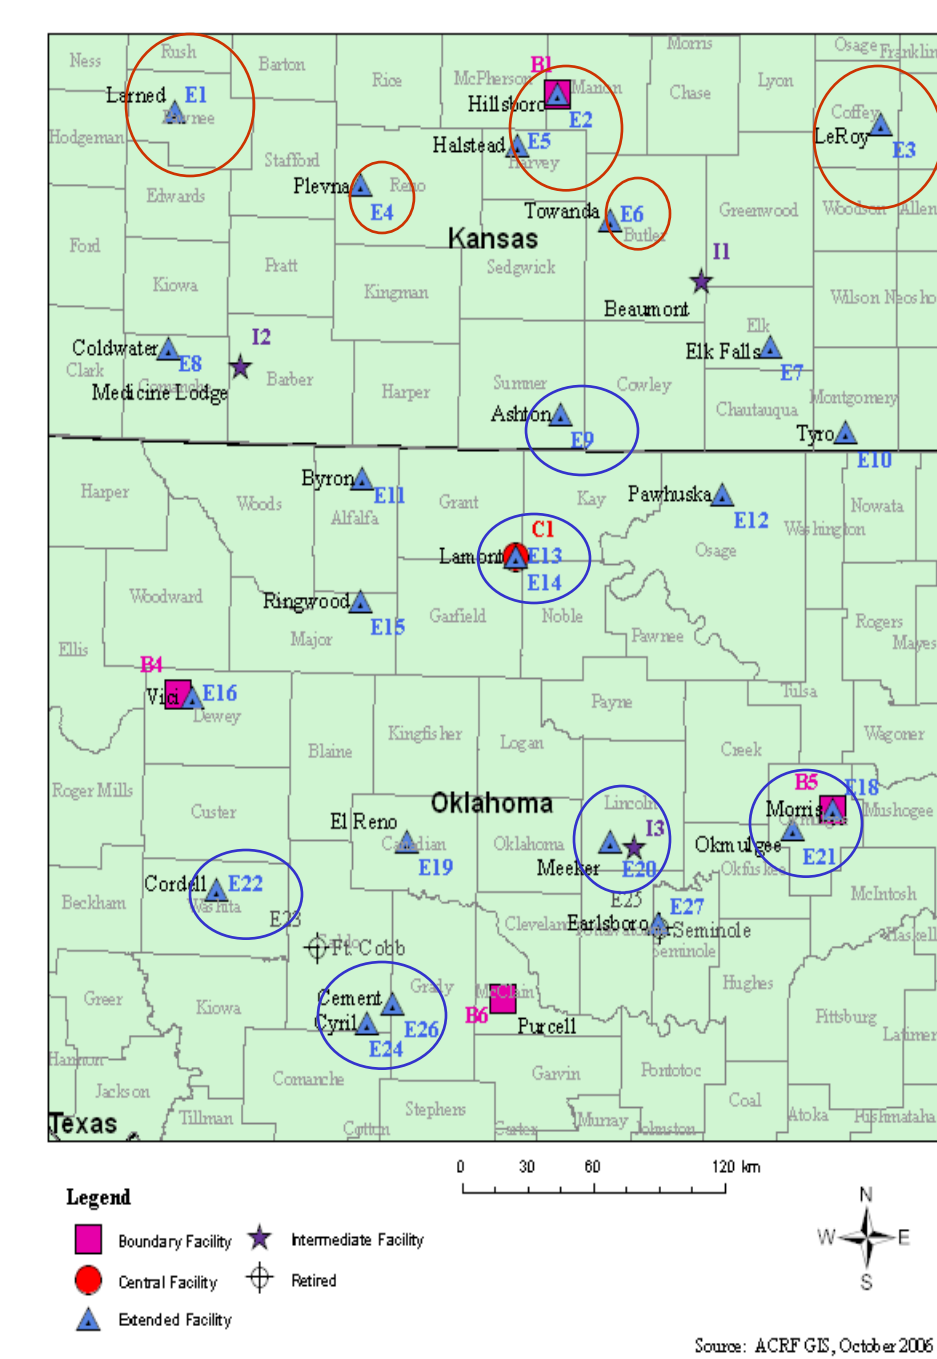 Ness
Rush
Barton
Rice
McPherson
B1
Marion
Morris
Chase
Lyon
Osage
Franklin
Larned
E1
Pawnee
Hillsboro
E2
Coffey
LeRoy
E3
Hodgeman
Stafford
Halstead
E5
Harvey
Edwards
Plevna
Reno
E4
Towanda
E6
Butler
Greenwood
Woodson
Allen
Ford
Kansas
Pratt
Sedgwick
I1
Kiowa
Kingman
Beaumont
Wilson
Neosho
Elk
Coldwater
E8
I2
Elk Falls
E7
Clark
Comanche
Medicine Lodge
Barber
Harper
Sumner
Cowley
Montgomery
Chautauqua
Ashton
E9
Tyro
E10
Harper
Woods
Byron
E11
Alfalfa
Grant
Kay
Pawhuska
E12
Washington
Nowata
C1
Lamont
E13
E14
Osage
Woodward
Ringwood
E15
Major
Garfield
Noble
Pawnee
Rogers
Mayes
Ellis
B4
Vici
E16
Dewey
Payne
Tulsa
Blaine
Kingfisher
Logan
Creek
Wagoner
Roger Mills
Custer
Oklahoma
Lincoln
B5
E18
Morris
Muskogee
El Reno
Canadian
E19
Oklahoma
I3
Meeker
E20
Okmulgee
E21
Okfuskee
Cordell
E22
Washita
Beckham
E23
E25
E27
McIntosh
Cleveland
Earlsboro
Seminole
Seminole
Haskell
Caddo
Ft. Cobb
Greer
Kiowa
Cement
Grady
McClain
Hughes
Cyril
E26
E24
B6
Purcell
Pittsburg
Latimer
Harmon
Jackson
Comanche
Garvin
Pontotoc
Coal
Texas
Tillman
Cotton
Stephens
Carter
Murray
Johnston
Atoka
Pushmataha
0 30 60 120 km
Legend
Boundary Facility
Intermediate Facility
Central Facility
Retired
Extended Facility
N
W E
S
Source: ACRF GIS, October 2006